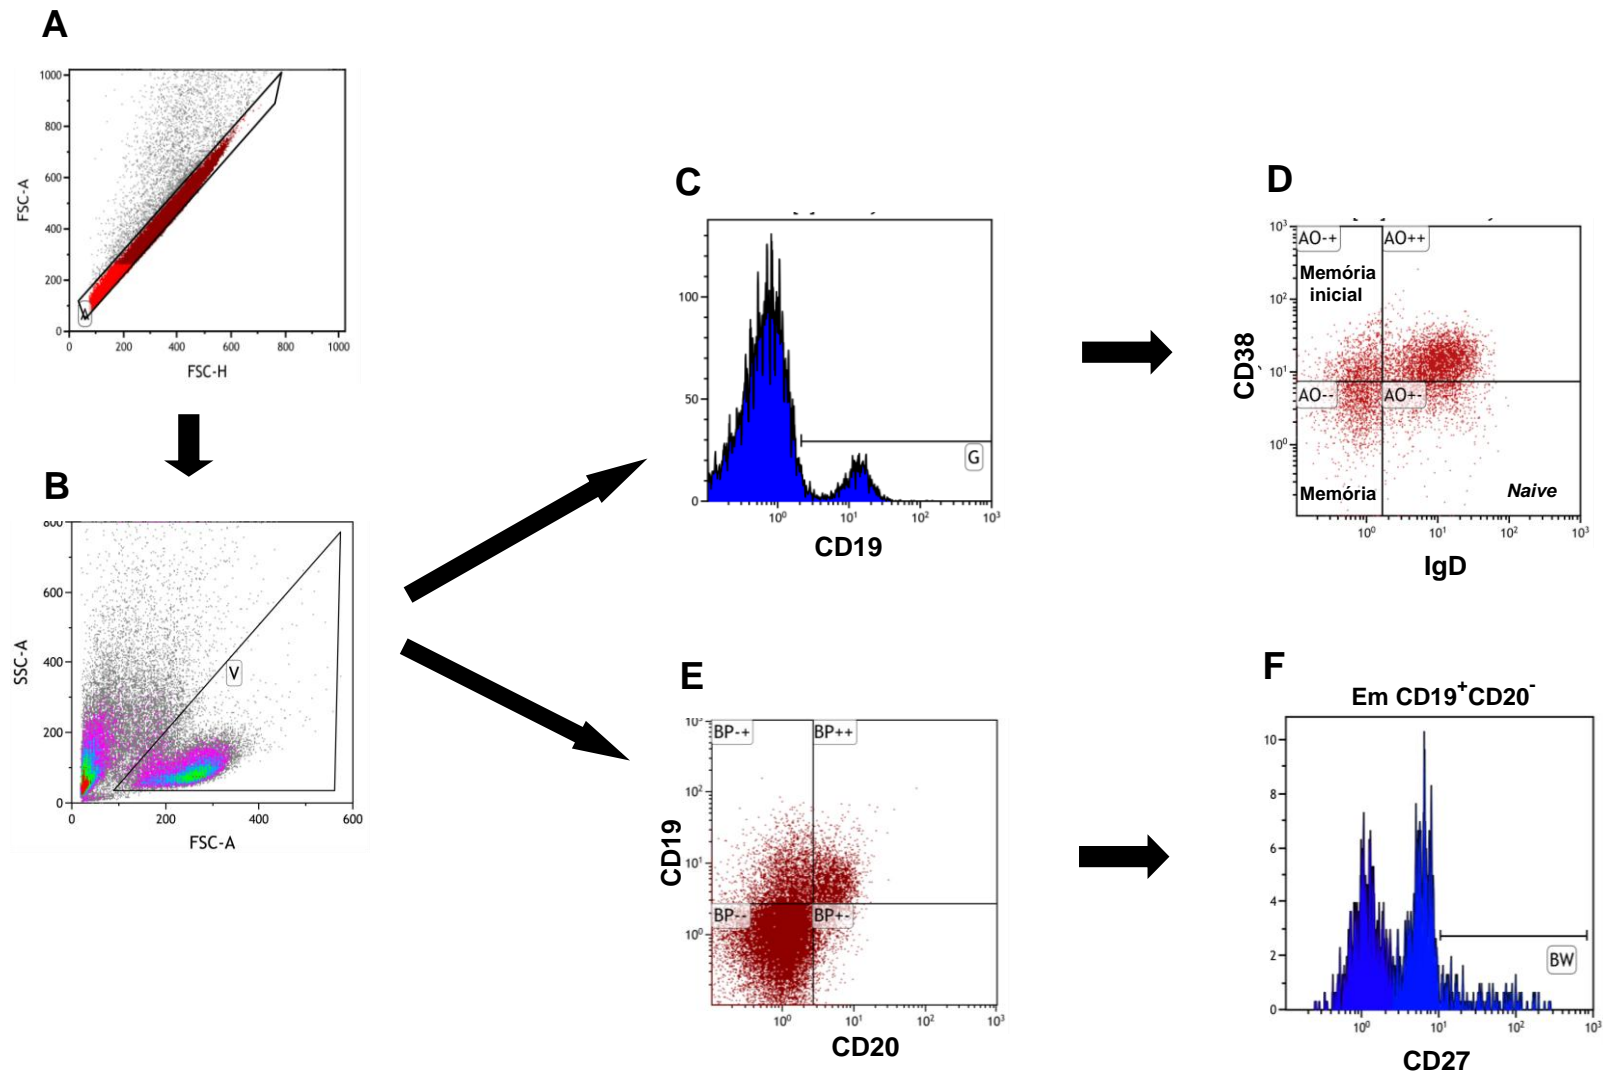 A
1000
800
600
400
200
0
FSC-A
A
0 200 400 600 800 1000
FSC-H
B
800
600
400
200
0
SSC-A
V
0 200 400 600
FSC-A
C
100
50
0
G
10⁰ 10¹ 10² 10³
CD19
D
10³
10²
10¹
10⁰
CD38
AO-+ AO++
Memória
inicial
AO-- AO+-
Memória Naive
10⁰ 10¹ 10² 10³
IgD
E
10³
10²
10¹
10⁰
CD19
BP-+ BP++
BP-- BP+-
10⁰ 10¹ 10² 10³
CD20
F
Em CD19⁺CD20⁻
10
8
6
4
2
0
BW
10⁰ 10¹ 10² 10³
CD27